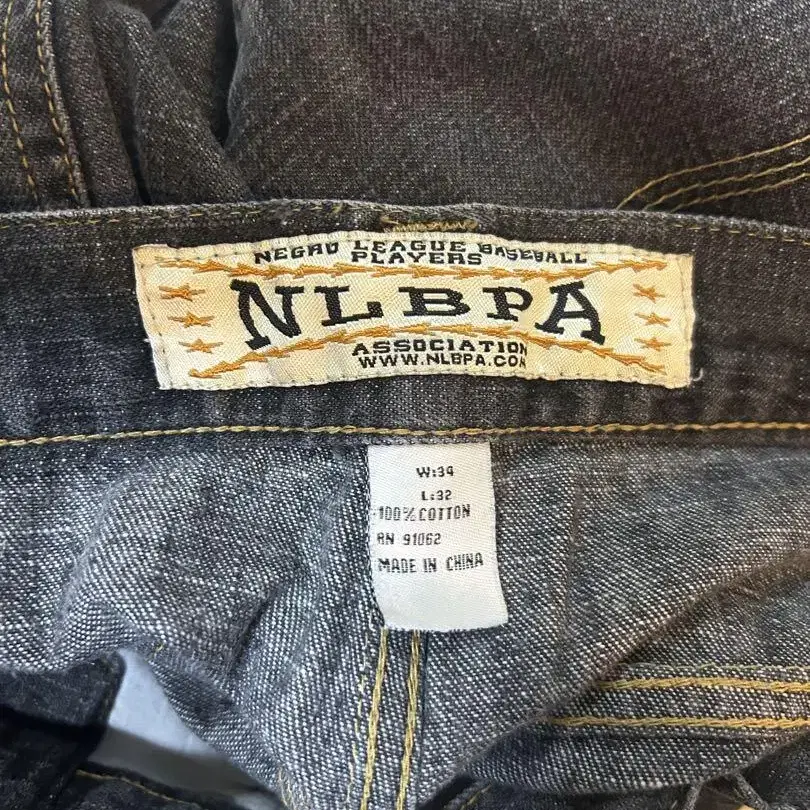 NEGRO LEAGUE BASEBALL
PLAYERS
NLBPA
ASSOCIATION
WWW.NLBPA.COM
W:34
L:32
100% COTTON
RN 91062
MADE IN CHINA